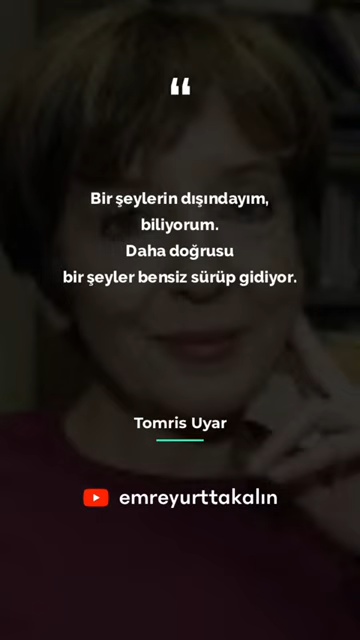 “
Bir şeylerin dışındayım,
biliyorum.
Daha doğrusu
bir şeyler bensiz sürüp gidiyor.
Tomris Uyar
emreyurttakalın